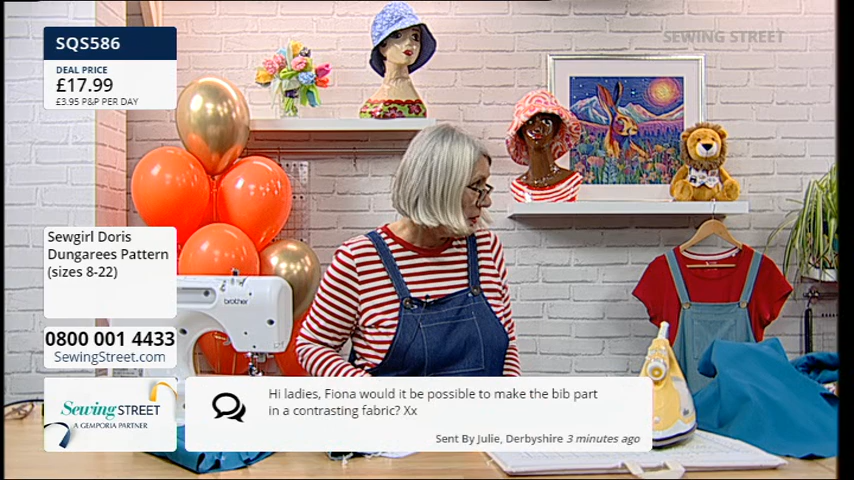 SQS586
DEAL PRICE
£17.99
£3.95 P&P PER DAY
SEWING STREET
Sewgirl Doris
Dungarees Pattern
(sizes 8-22)
brother
0800 001 4433
SewingStreet.com
Sewing STREET
A GEMPORIA PARTNER
Hi ladies, Fiona would it be possible to make the bib part
in a contrasting fabric? Xx
Sent By Julie, Derbyshire 3 minutes ago